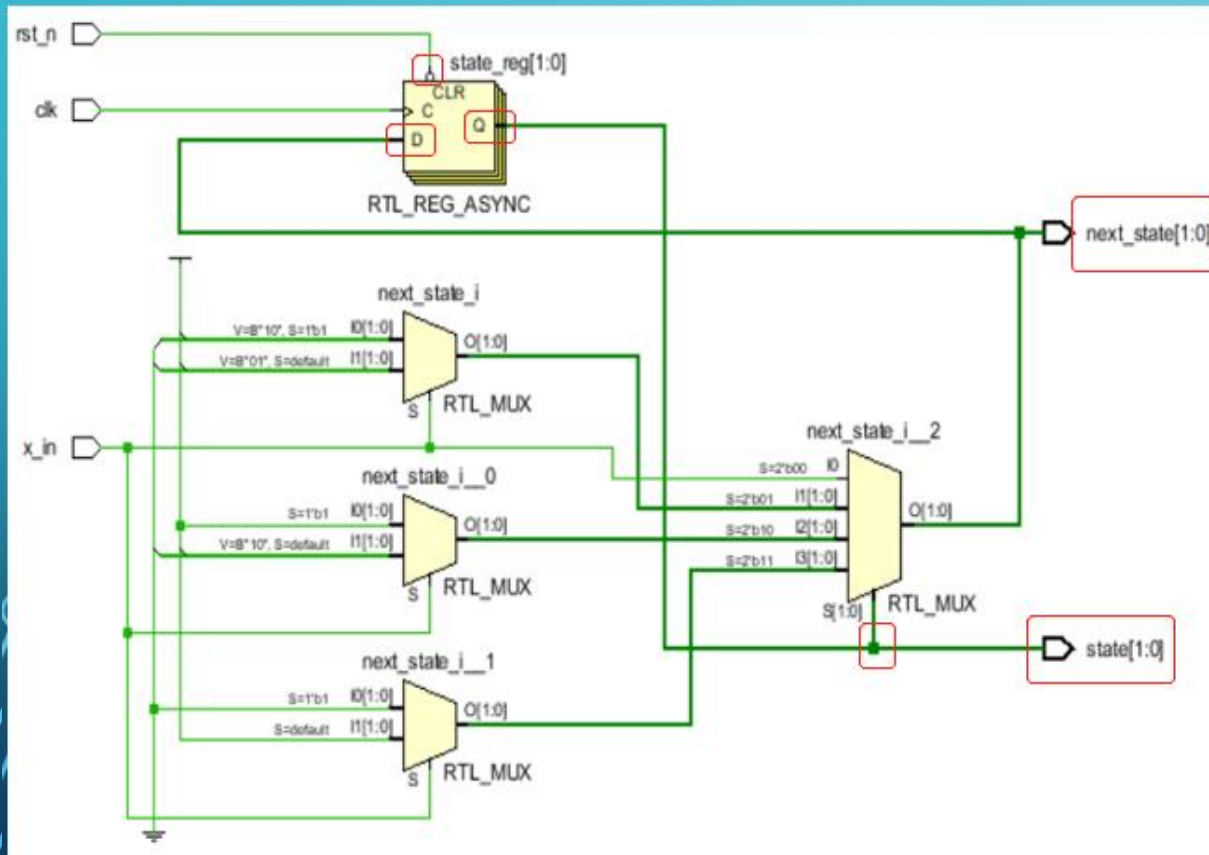 rst_n
state_reg[1:0]
CLR
clk
C
Q
D
RTL_REG_ASYNC
next_state[1:0]
next_state_i
V=B"10", S=1'b1 I0[1:0]
O[1:0]
V=B"01", S=default I1[1:0]
S RTL_MUX
x_in
next_state_i__2
next_state_i__0
S=2'b00 I0
S=1'b1 I0[1:0]
O[1:0]
S=2'b01 I1[1:0]
O[1:0]
V=B"10", S=default I1[1:0]
S=2'b10 I2[1:0]
S=2'b11 I3[1:0]
S RTL_MUX
S[1:0] RTL_MUX
state[1:0]
next_state_i__1
S=1'b1 I0[1:0]
O[1:0]
S=default I1[1:0]
S RTL_MUX